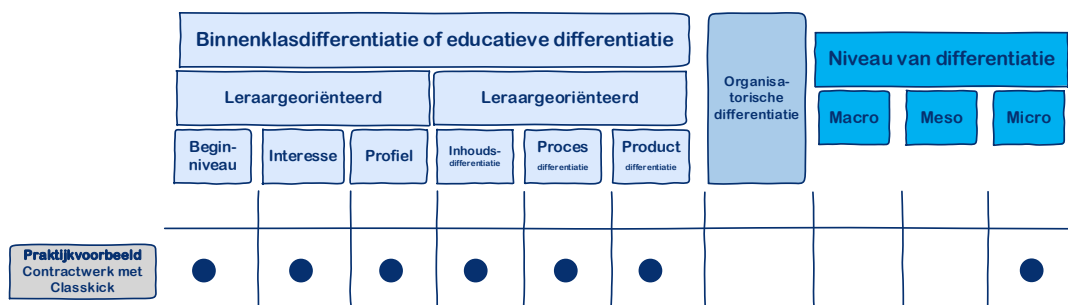 Binnenklasdifferentiatie of educatieve differentiatie
Niveau van differentiatie
Leraargeoriënteerd
Leraargeoriënteerd
Organisa-
torische
differentiatie
Macro
Meso
Micro
Begin-
niveau
Interesse
Profiel
Inhouds-
differentiatie
Proces
differentiatie
Product
differentiatie
Praktijkvoorbeeld
Contractwerk met
Classkick